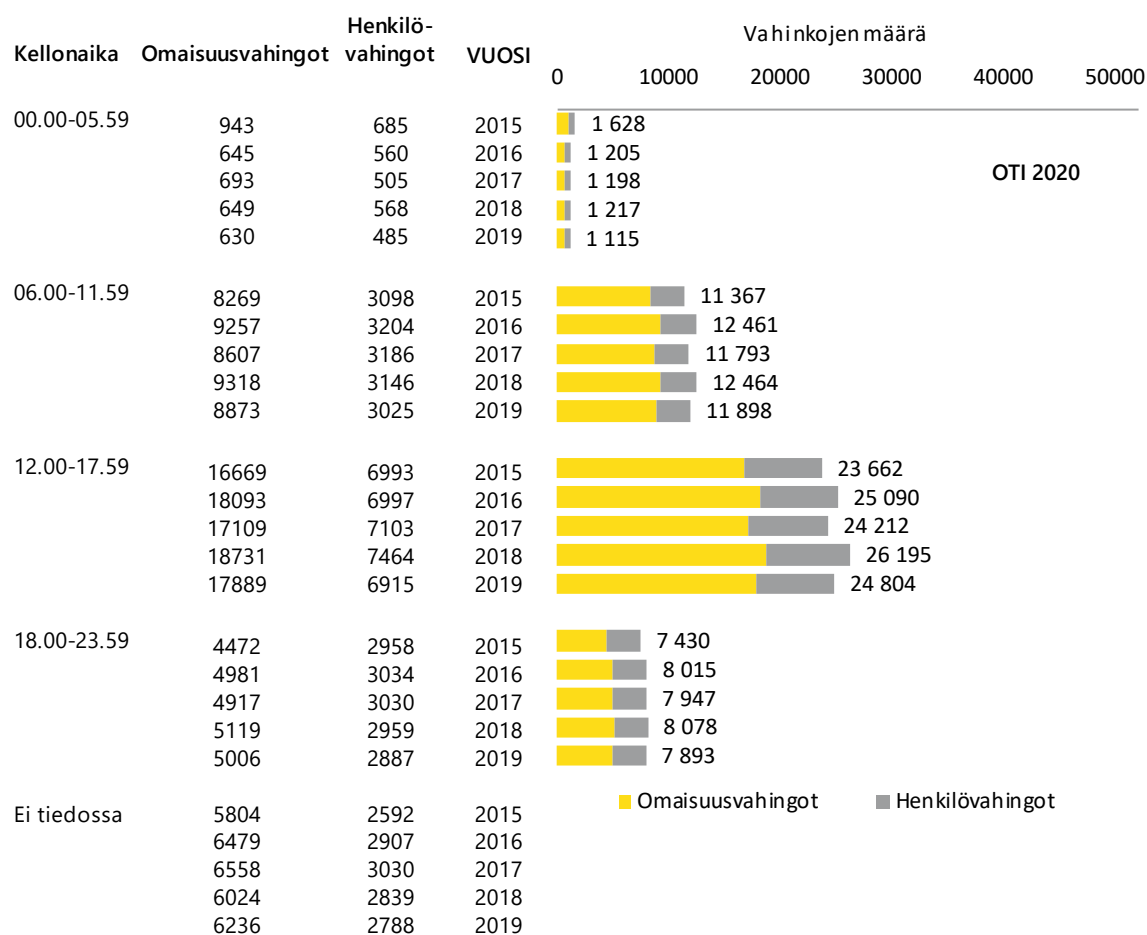 Kellonaika Omaisuusvahingot Henkilö-vahingot VUOSI
Vahinkojen määrä
0 10000 20000 30000 40000 50000
00.00-05.59 943 685 2015 1 628
645 560 2016 1 205
693 505 2017 1 198
649 568 2018 1 217
630 485 2019 1 115
OTI 2020
06.00-11.59 8269 3098 2015 11 367
9257 3204 2016 12 461
8607 3186 2017 11 793
9318 3146 2018 12 464
8873 3025 2019 11 898
12.00-17.59 16669 6993 2015 23 662
18093 6997 2016 25 090
17109 7103 2017 24 212
18731 7464 2018 26 195
17889 6915 2019 24 804
18.00-23.59 4472 2958 2015 7 430
4981 3034 2016 8 015
4917 3030 2017 7 947
5119 2959 2018 8 078
5006 2887 2019 7 893
Omaisuusvahingot Henkilövahingot
Ei tiedossa 5804 2592 2015
6479 2907 2016
6558 3030 2017
6024 2839 2018
6236 2788 2019